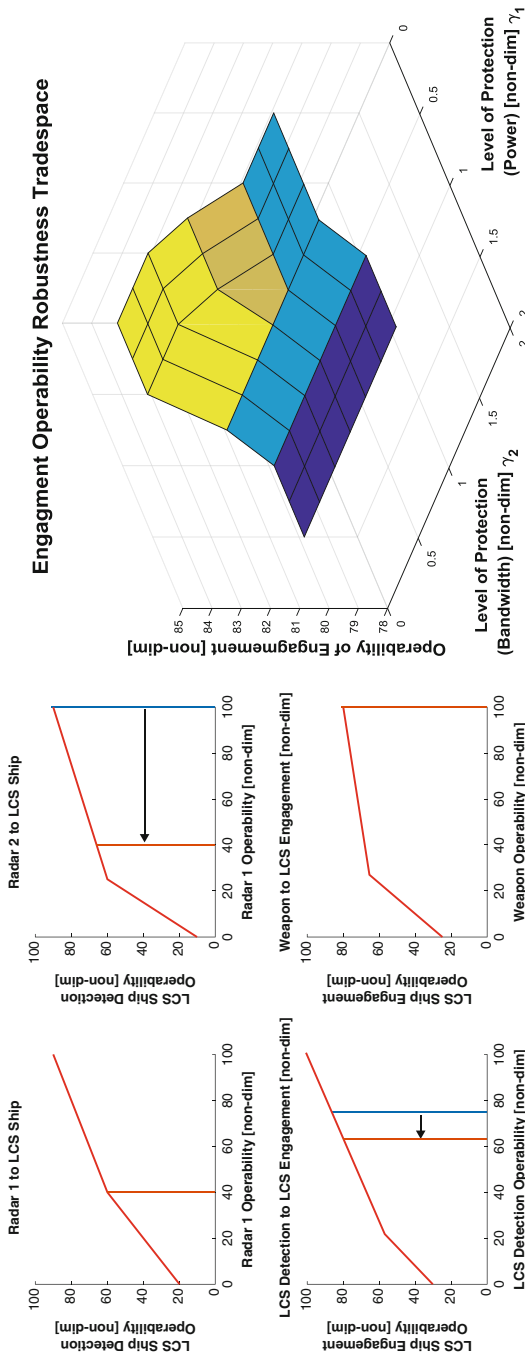 Radar 1 to LCS Ship
100
80
60
40
20
0
0 20 40 60 80 100
LCS Ship Detection
Operability [non-dim]
Radar 1 Operability [non-dim]
Radar 2 to LCS Ship
100
80
60
40
20
0
0 20 40 60 80 100
LCS Ship Detection
Operability [non-dim]
Radar 1 Operability [non-dim]
LCS Detection to LCS Engagement [non-dim]
100
80
60
40
20
0
0 20 40 60 80 100
LCS Ship Engagement
Operability [non-dim]
LCS Detection Operability [non-dim]
Weapon to LCS Engagement [non-dim]
100
80
60
40
20
0
0 20 40 60 80 100
LCS Ship Engagement
Operability [non-dim]
Weapon Operability [non-dim]
Engagment Operability Robustness Tradespace
85
84
83
82
81
80
79
78
Operability of Engagmement [non-dim]
0
0.5
1
1.5
2
Level of Protection
(Bandwidth) [non-dim] γ2
2
1.5
1
0.5
0
Level of Protection
(Power) [non-dim] γ1